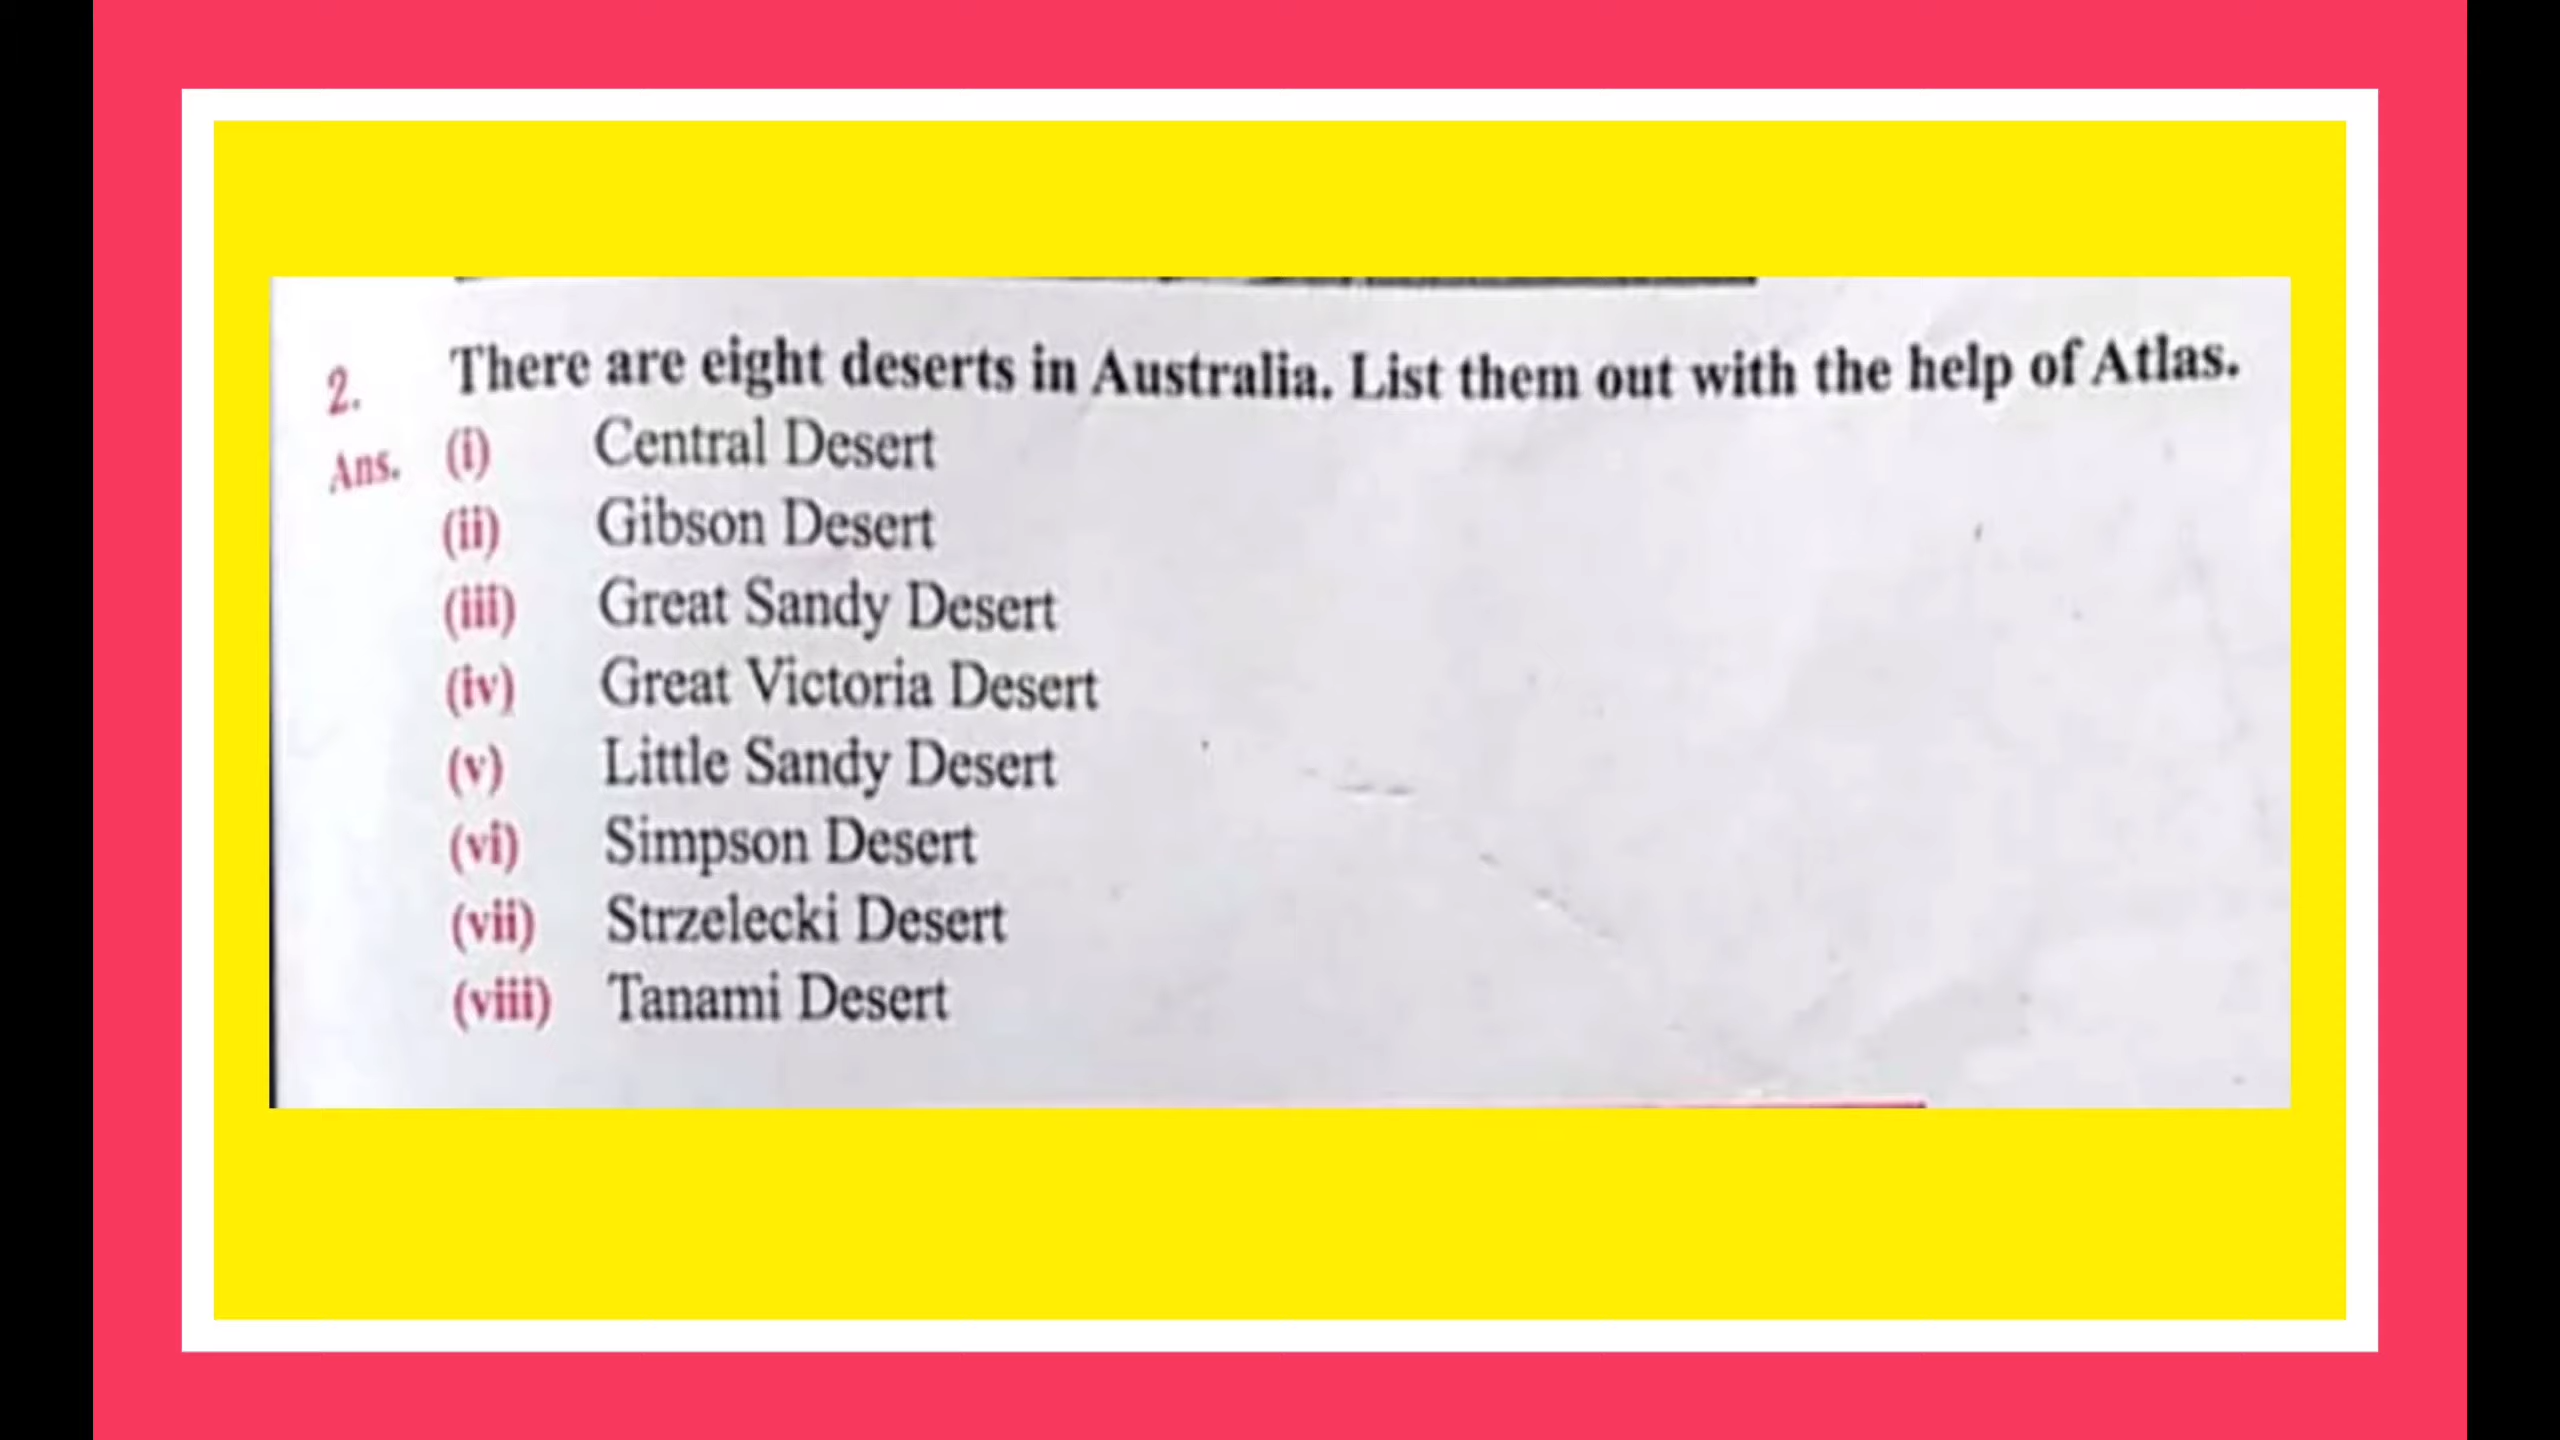 2. There are eight deserts in Australia. List them out with the help of Atlas.
Ans. (i) Central Desert
(ii) Gibson Desert
(iii) Great Sandy Desert
(iv) Great Victoria Desert
(v) Little Sandy Desert
(vi) Simpson Desert
(vii) Strzelecki Desert
(viii) Tanami Desert